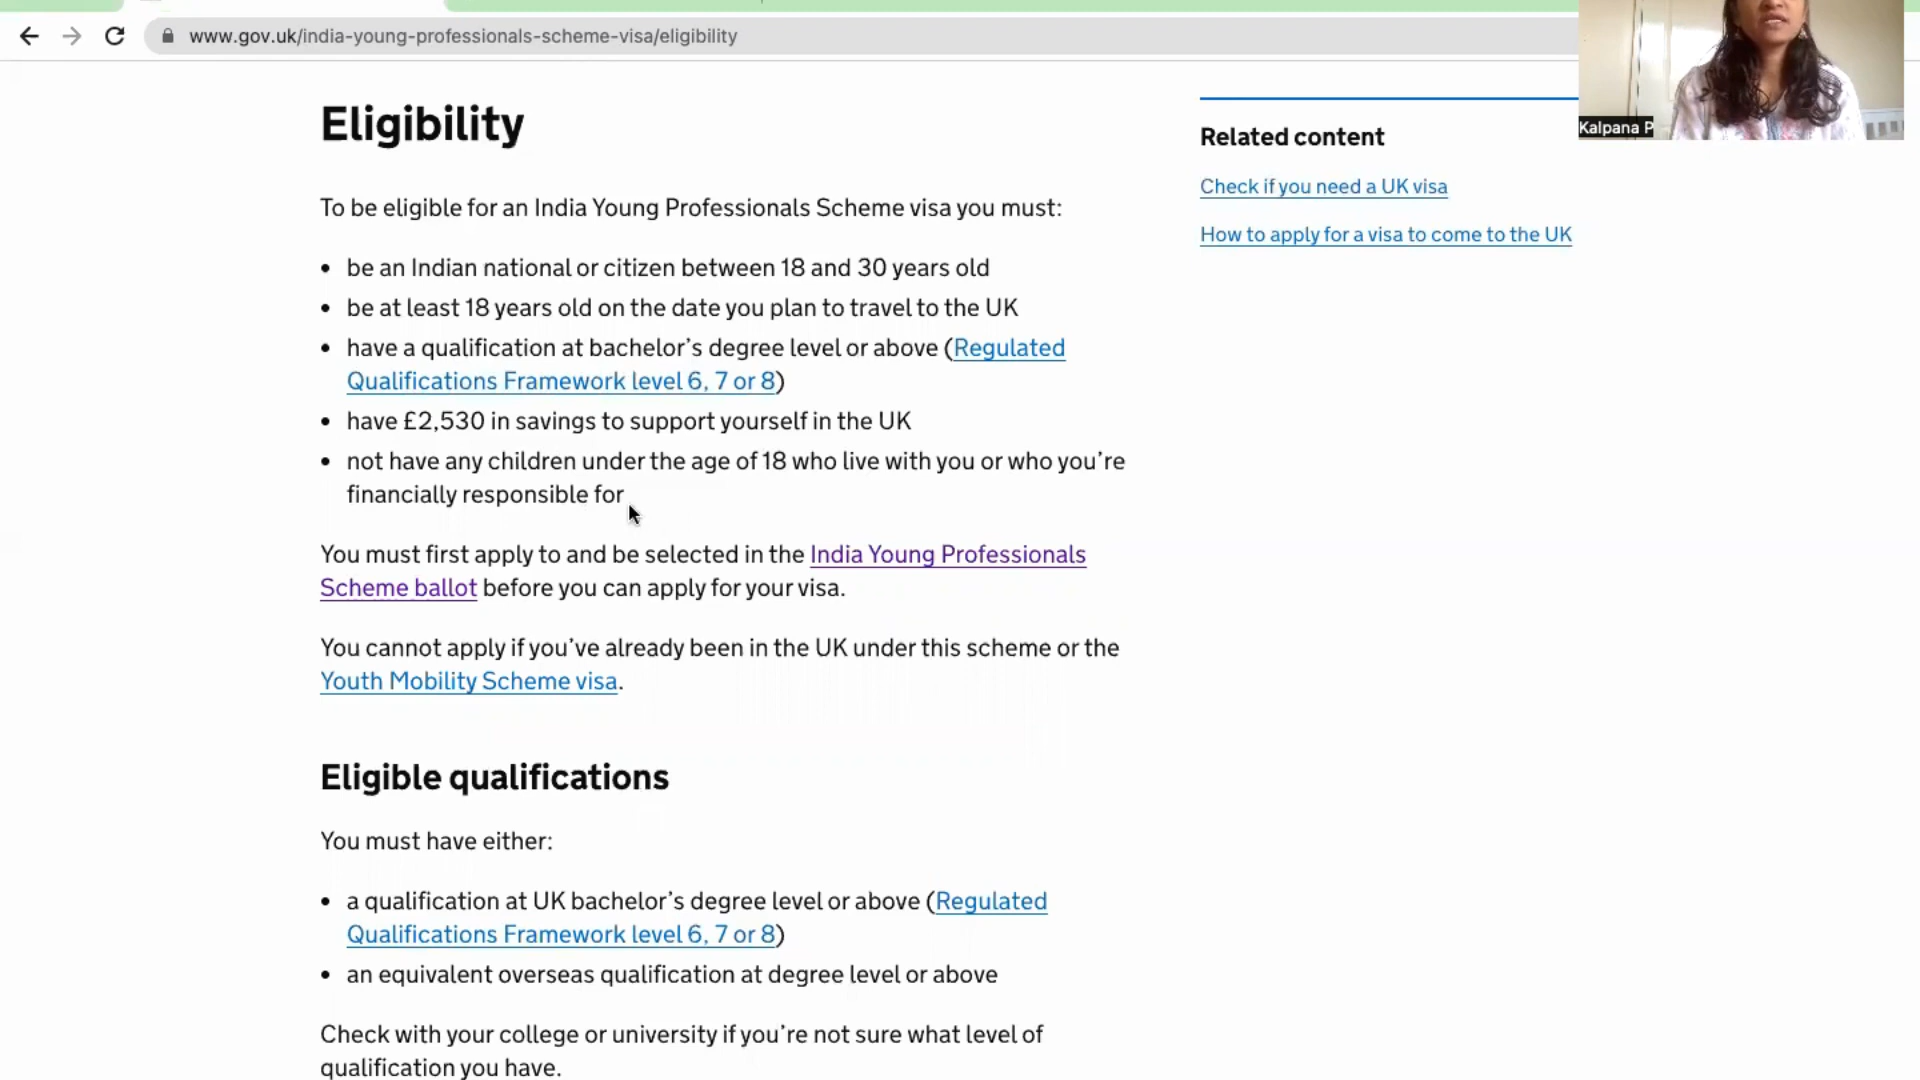 www.gov.uk/india-young-professionals-scheme-visa/eligibility
Kalpana P
Eligibility
To be eligible for an India Young Professionals Scheme visa you must:
• be an Indian national or citizen between 18 and 30 years old
• be at least 18 years old on the date you plan to travel to the UK
• have a qualification at bachelor’s degree level or above (Regulated
Qualifications Framework level 6, 7 or 8)
• have £2,530 in savings to support yourself in the UK
• not have any children under the age of 18 who live with you or who you’re
financially responsible for
You must first apply to and be selected in the India Young Professionals
Scheme ballot before you can apply for your visa.
You cannot apply if you’ve already been in the UK under this scheme or the
Youth Mobility Scheme visa.
Eligible qualifications
You must have either:
• a qualification at UK bachelor’s degree level or above (Regulated
Qualifications Framework level 6, 7 or 8)
• an equivalent overseas qualification at degree level or above
Check with your college or university if you’re not sure what level of
qualification you have.
Related content
Check if you need a UK visa
How to apply for a visa to come to the UK